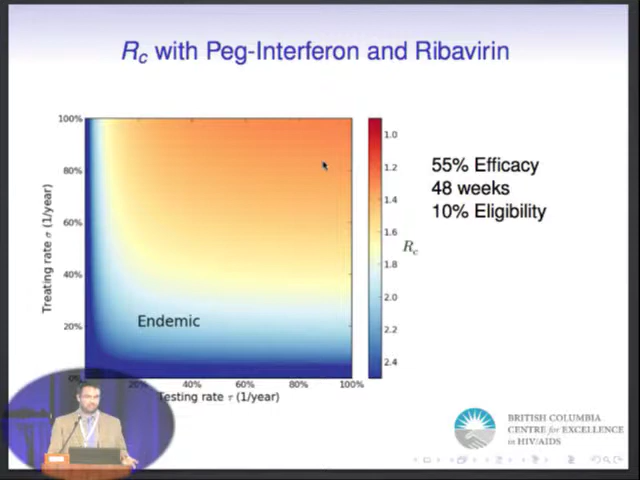 R_c with Peg-Interferon and Ribavirin
55% Efficacy
48 weeks
10% Eligibility
Treating rate σ (1/year)
100%
80%
60%
40%
20%
0%
Endemic
20%
40%
60%
80%
100%
Testing rate τ (1/year)
1.0
1.2
1.4
1.6
1.8
2.0
2.2
2.4
R_c
BRITISH COLUMBIA
CENTRE for EXCELLENCE
in HIV/AIDS